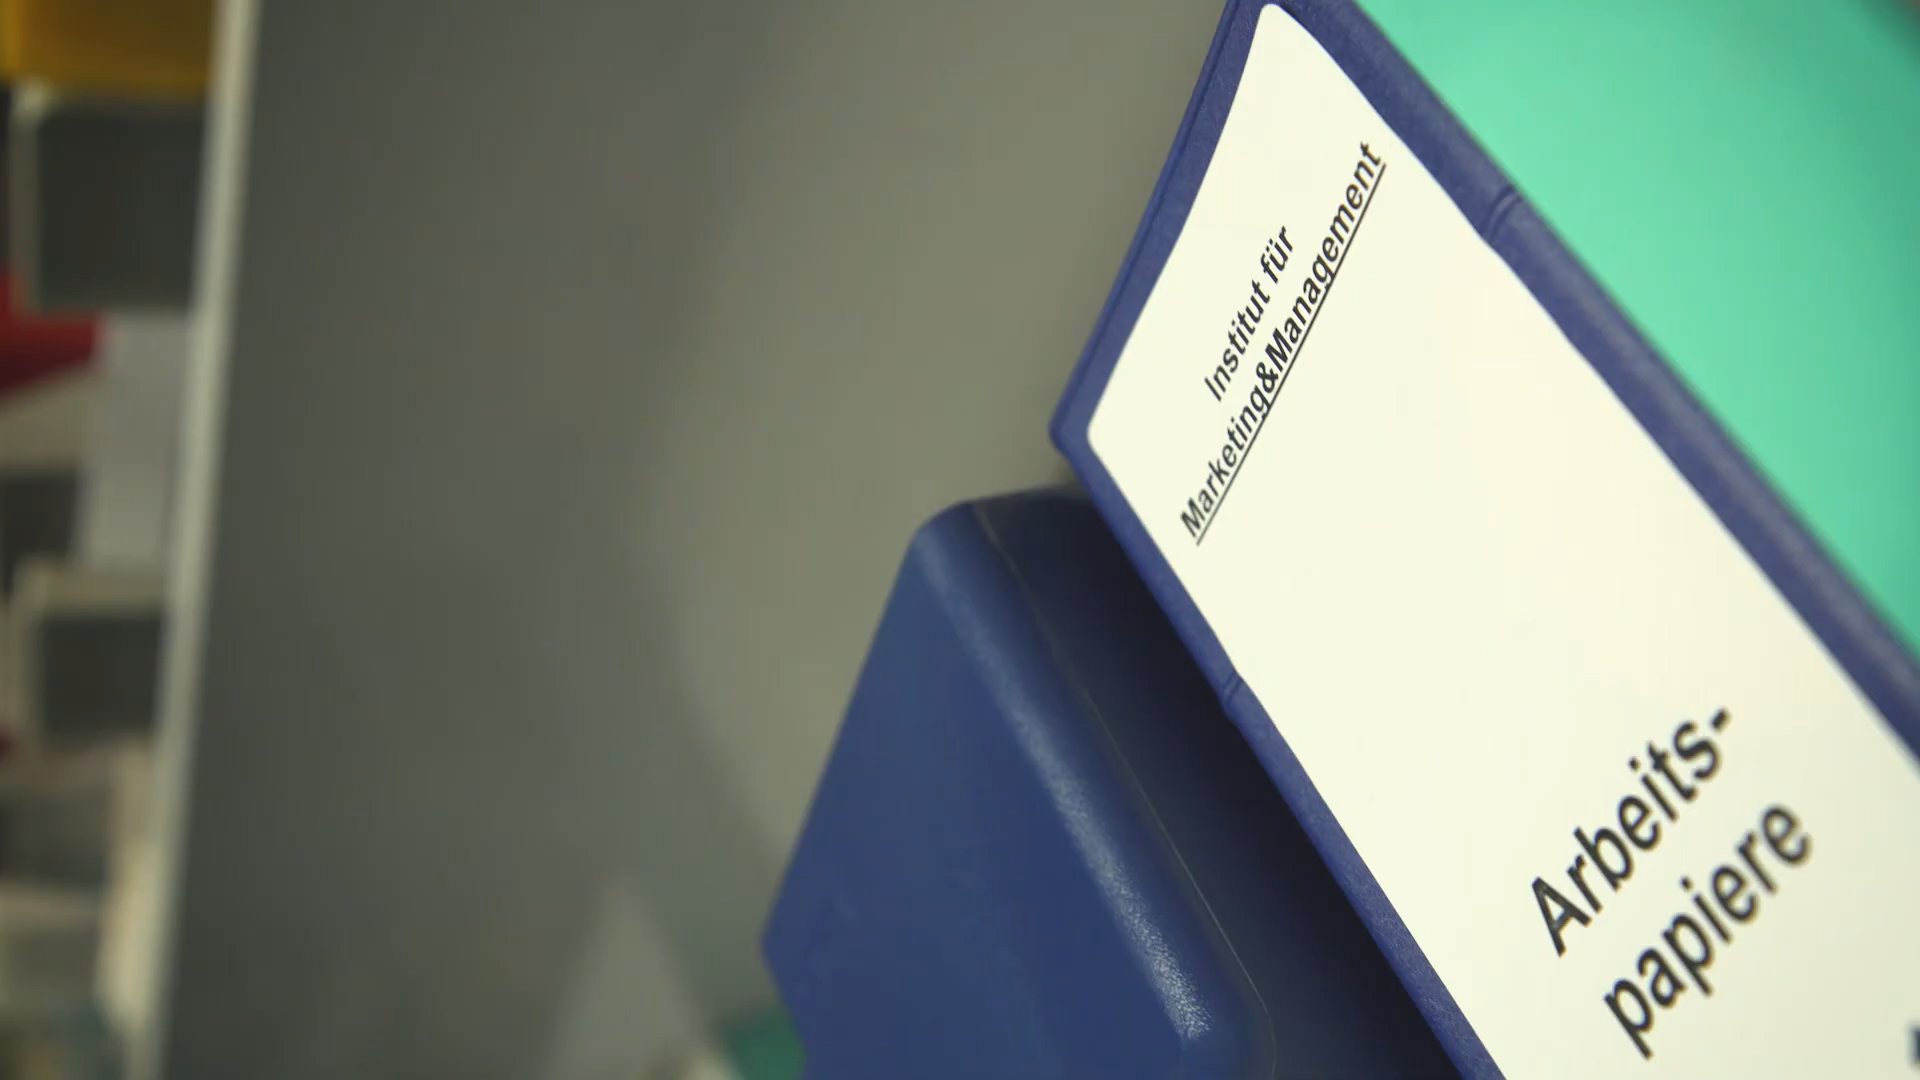 Institut für
Marketing&Management
Arbeits-
papiere